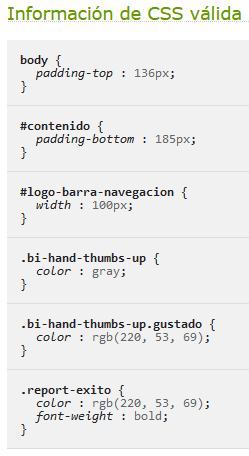 Información de CSS válida
body {
padding-top : 136px;
}
#contenido {
padding-bottom : 185px;
}
#logo-barra-navegacion {
width : 100px;
}
.bi-hand-thumbs-up {
color : gray;
}
.bi-hand-thumbs-up.gustado {
color : rgb(220, 53, 69);
}
.report-exito {
color : rgb(220, 53, 69);
font-weight : bold;
}